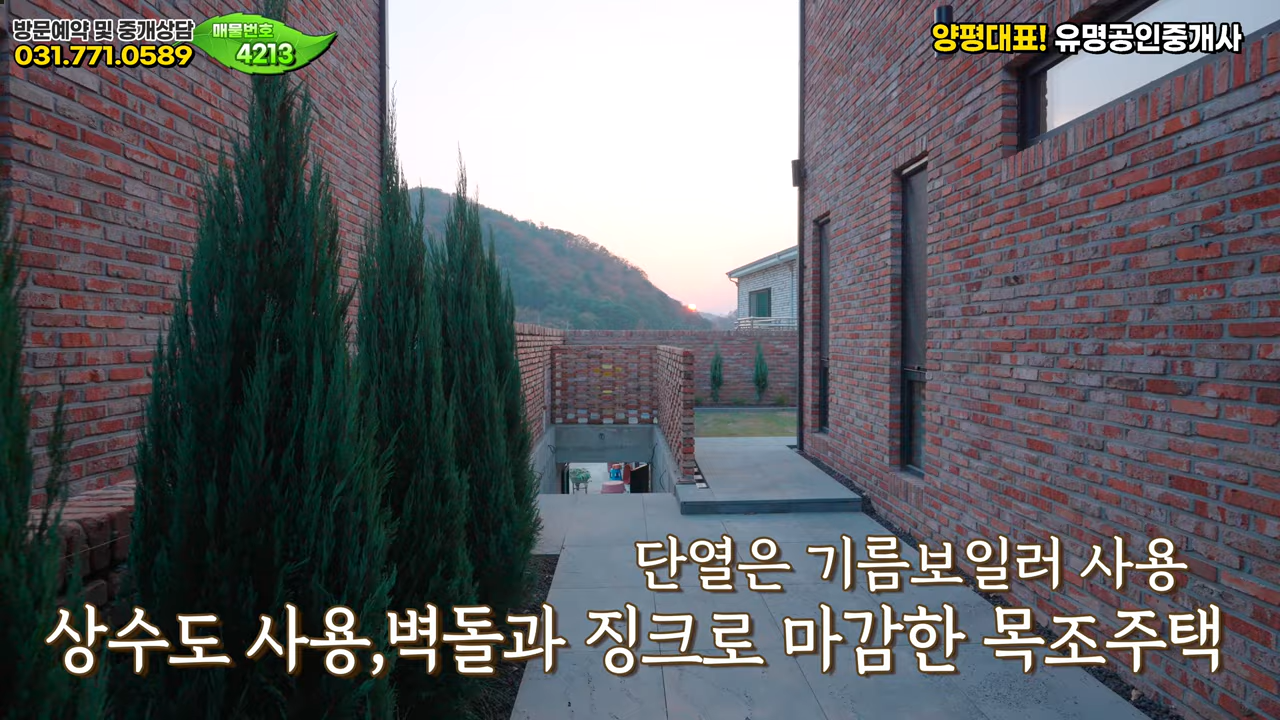 방문예약 및 중개상담
031.771.0589
매물번호
4213
양평대표! 유명공인중개사
단열은 기름보일러 사용
상수도 사용,벽돌과 징크로 마감한 목조주택